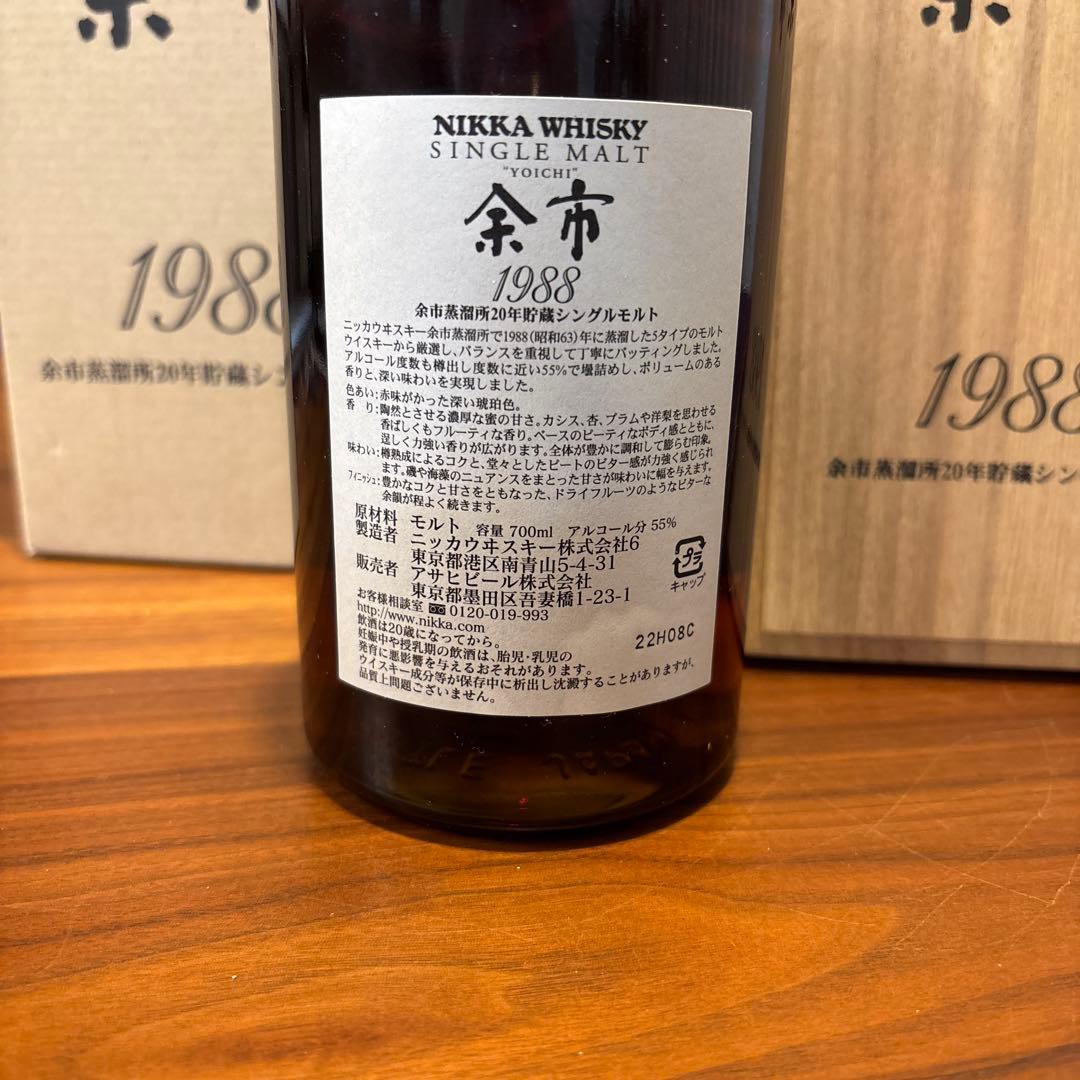 NIKKA WHISKY
SINGLE MALT
"YOICHI"
余市
1988
余市蒸溜所20年貯蔵シングルモルト
ニッカウヰスキー余市蒸溜所で1988(昭和63)年に蒸溜した5タイプのモルト
ウイスキーから厳選し、バランスを重視して丁寧にバッティングしました。
アルコール度数も樽出し度数に近い55%で壜詰めし、ボリュームのある
香りと、深い味わいを実現しました。
色あい:赤味がかった深い琥珀色。
香り:陶然とさせる濃厚な蜜の甘さ。カシス、杏、プラムや洋梨を思わせる
香ばしくもフルーティな香り。ベースのピーティなボディ感とともに、
逞しく力強い香りが広がります。全体が豊かに調和して膨らむ印象。
味わい:樽熟成によるコクと、堂々としたピートのビター感が力強く感じられ
ます。磯や海藻のニュアンスをまとった甘さが味わいに幅を与えます。
フィニッシュ:豊かなコクと甘さをともなった、ドライフルーツのようなビターな
余韻が程よく続きます。
原材料 モルト 容量 700ml アルコール分 55%
製造者 ニッカウヰスキー株式会社6
東京都港区南青山5-4-31
販売者 アサヒビール株式会社
東京都墨田区吾妻橋1-23-1
お客様相談室 0120-019-993
http://www.nikka.com
飲酒は20歳になってから。
妊娠中や授乳期の飲酒は、胎児・乳児の
発育に悪影響を与えるおそれがあります。
ウイスキー成分等が保存中に析出し沈澱することがありますが、
品質上問題ございません。
プラ
キャップ
22H08C
余市
1988
余市蒸溜所20年貯蔵シン
余
1988
余市蒸溜所20年貯蔵シン